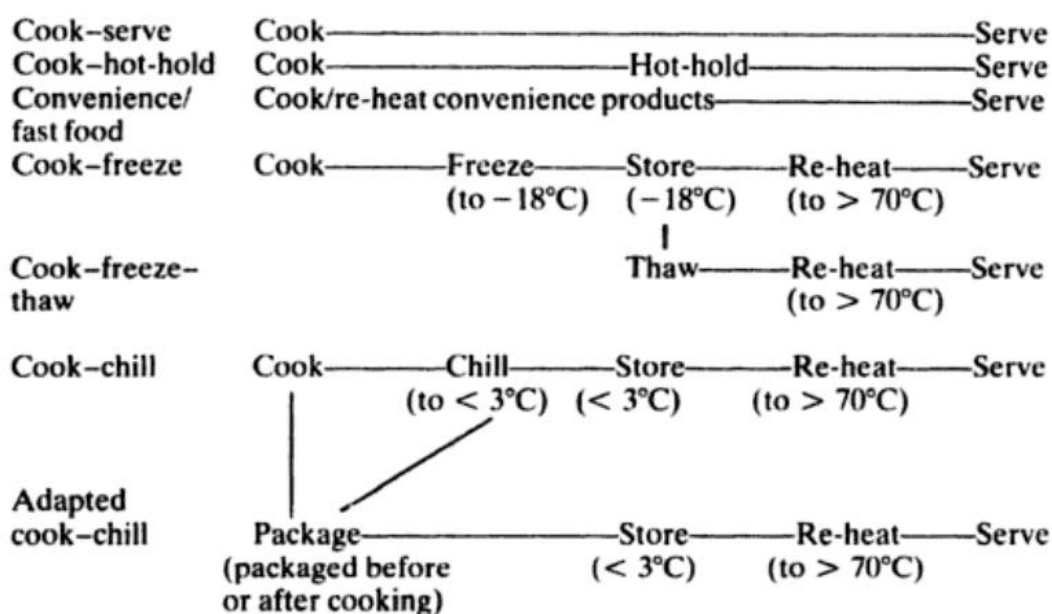 Cook–serve Cook Serve
Cook–hot-hold Cook Hot-hold Serve
Convenience/ Cook/re-heat convenience products Serve
fast food
Cook–freeze Cook Freeze Store Re-heat Serve
(to −18°C) (−18°C) (to > 70°C)
Cook–freeze– Thaw Re-heat Serve
thaw (to > 70°C)
Cook–chill Cook Chill Store Re-heat Serve
(to < 3°C) (< 3°C) (to > 70°C)
Adapted
cook–chill Package Store Re-heat Serve
(packaged before (< 3°C) (to > 70°C)
or after cooking)